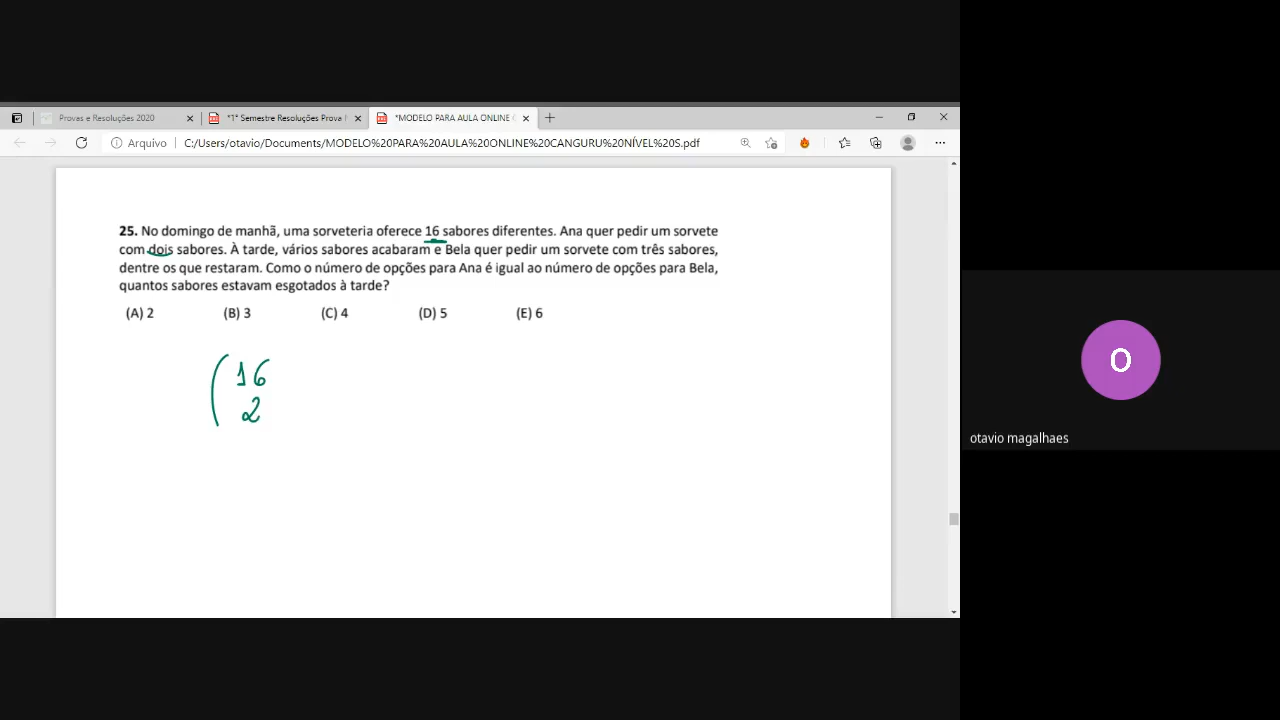 Provas e Resoluções 2020
*1° Semestre Resoluções Prova
*MODELO PARA AULA ONLINE
Arquivo
C:/Users/otavio/Documents/MODELO%20PARA%20AULA%20ONLINE%20CANGURU%20NÍVEL%20S.pdf
25. No domingo de manhã, uma sorveteria oferece 16 sabores diferentes. Ana quer pedir um sorvete
com dois sabores. À tarde, vários sabores acabaram e Bela quer pedir um sorvete com três sabores,
dentre os que restaram. Como o número de opções para Ana é igual ao número de opções para Bela,
quantos sabores estavam esgotados à tarde?
(A) 2 (B) 3 (C) 4 (D) 5 (E) 6
( 16
2
O
otavio magalhaes